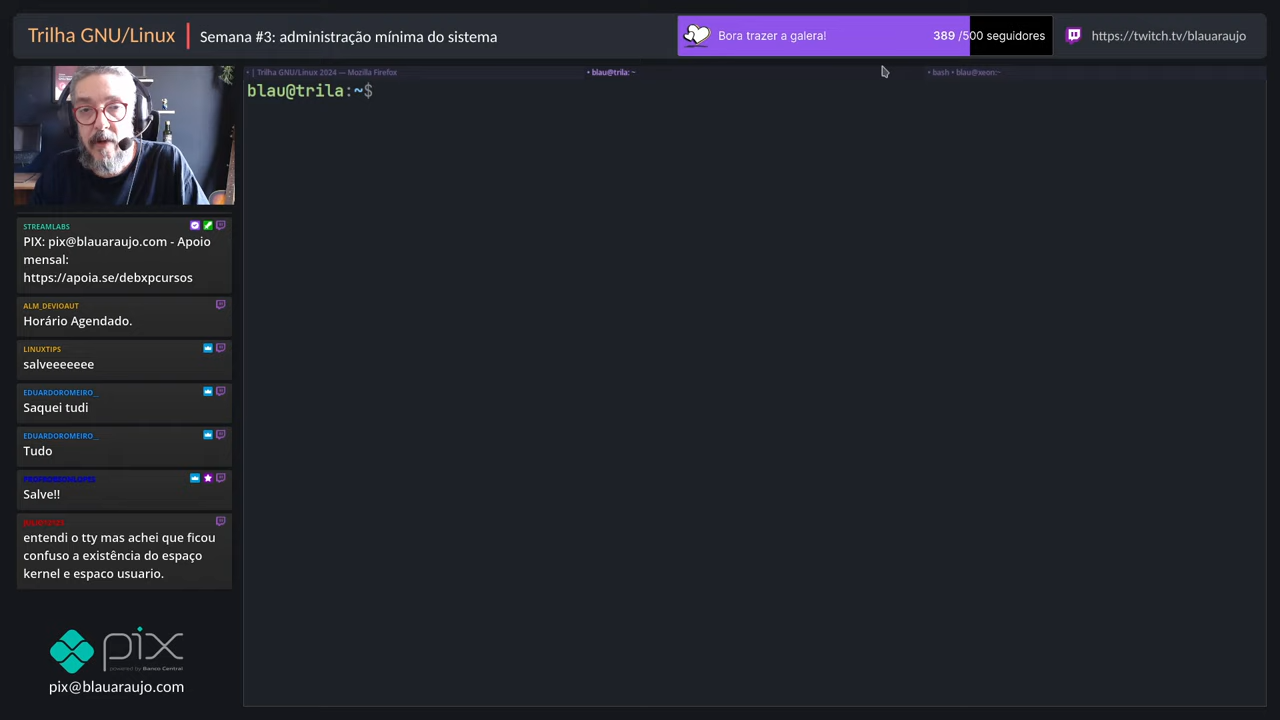 Trilha GNU/Linux
Semana #3: administração mínima do sistema
Bora trazer a galera!
389 /500 seguidores
https://twitch.tv/blauaraujo
• | Trilha GNU/Linux 2024 — Mozilla Firefox
• blau@trila: ~
• bash • blau@xeon:~
blau@trila:~$
STREAMLABS
PIX: pix@blauaraujo.com - Apoio
mensal:
https://apoia.se/debxpcursos
ALM_DEVIOAUT
Horário Agendado.
LINUXTIPS
salveeeeeee
EDUARDOROMEIRO_
Saquei tudi
EDUARDOROMEIRO_
Tudo
Salve!!
entendi o tty mas achei que ficou
confuso a existência do espaço
kernel e espaco usuario.
pix
powered by Banco Central
pix@blauaraujo.com